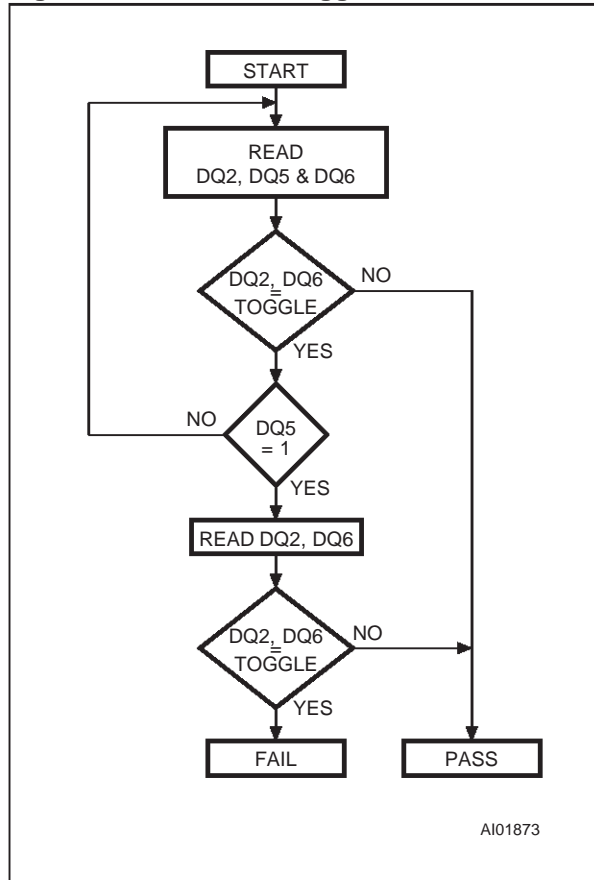 START
READ
DQ2, DQ5 & DQ6
DQ2, DQ6
=
TOGGLE
NO
YES
NO
DQ5
= 1
YES
READ DQ2, DQ6
DQ2, DQ6
=
TOGGLE
NO
YES
FAIL
PASS
AI01873